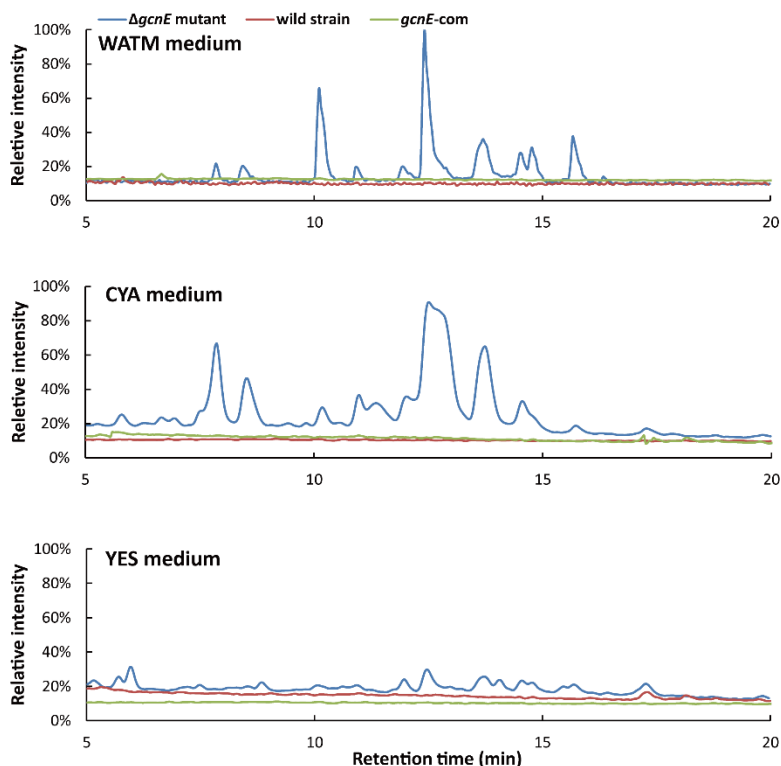 ΔgcnE mutant wild strain gcnE-com
WATM medium
Reletive intensity
100%
80%
60%
40%
20%
0%
5 10 15 20
CYA medium
Relative intensity
100%
80%
60%
40%
20%
0%
5 10 15 20
YES medium
Relative intensity
100%
80%
60%
40%
20%
0%
5 10 15 20
Retention time (min)